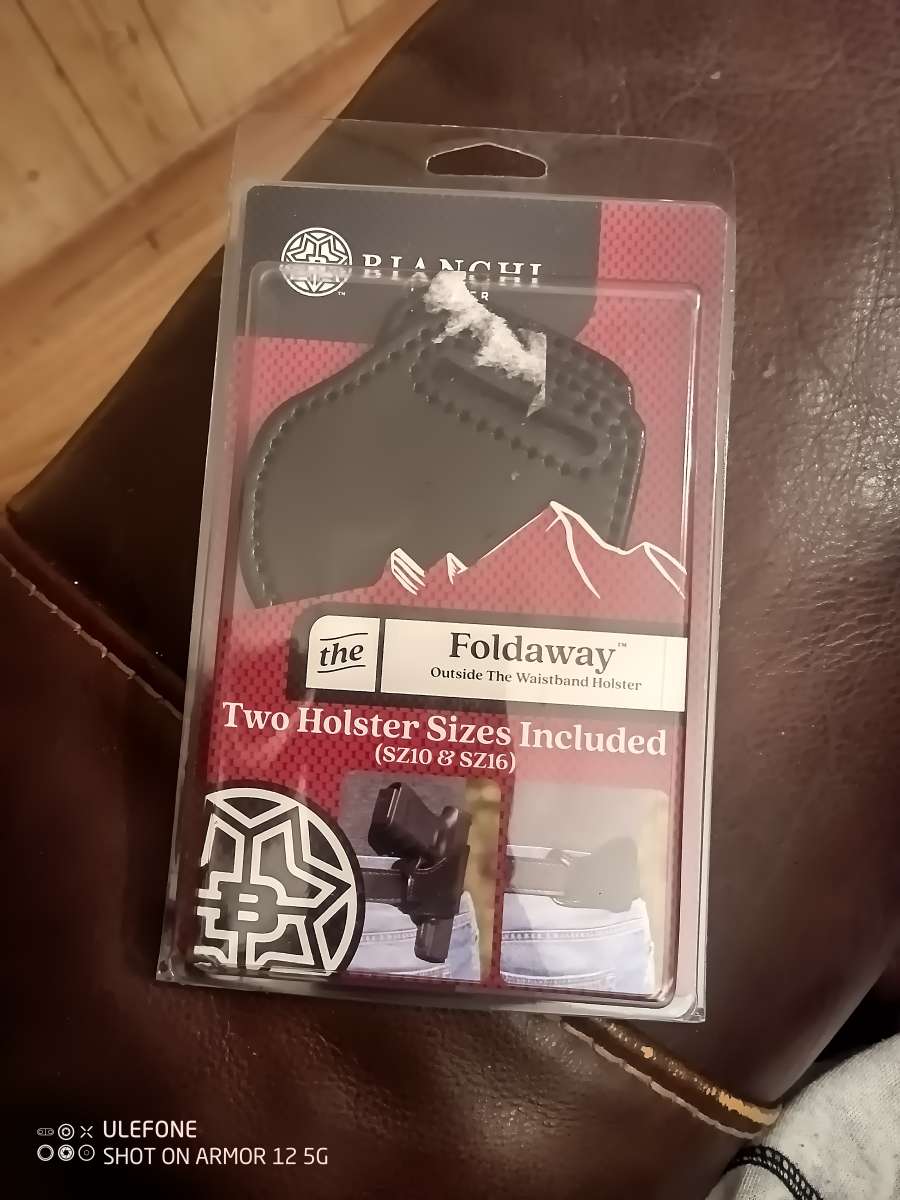 BIANCHI
the
Foldaway™
Outside The Waistband Holster
Two Holster Sizes Included
(SZ10 & SZ16)
B
ULEFONE
SHOT ON ARMOR 12 5G